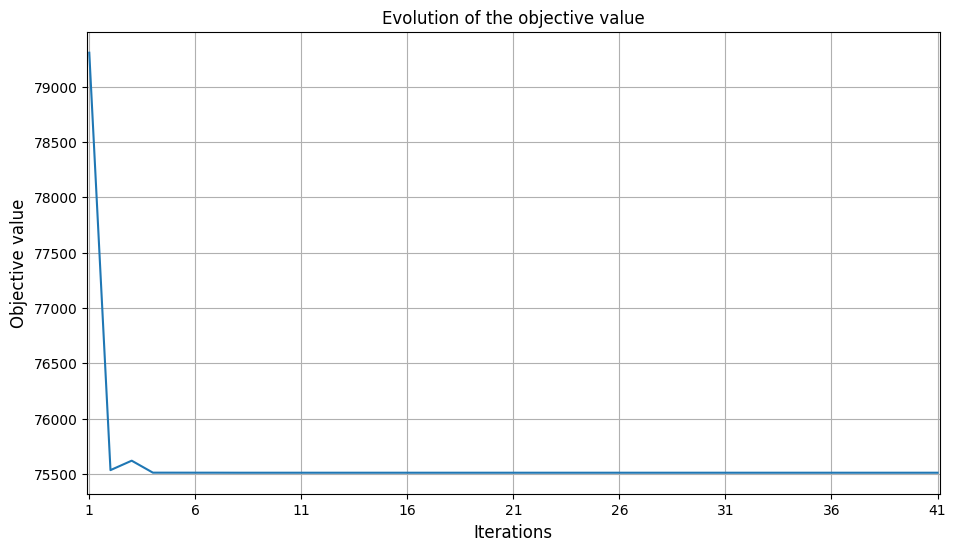 Evolution of the objective value
Objective value
79000
78500
78000
77500
77000
76500
76000
75500
1 6 11 16 21 26 31 36 41
Iterations